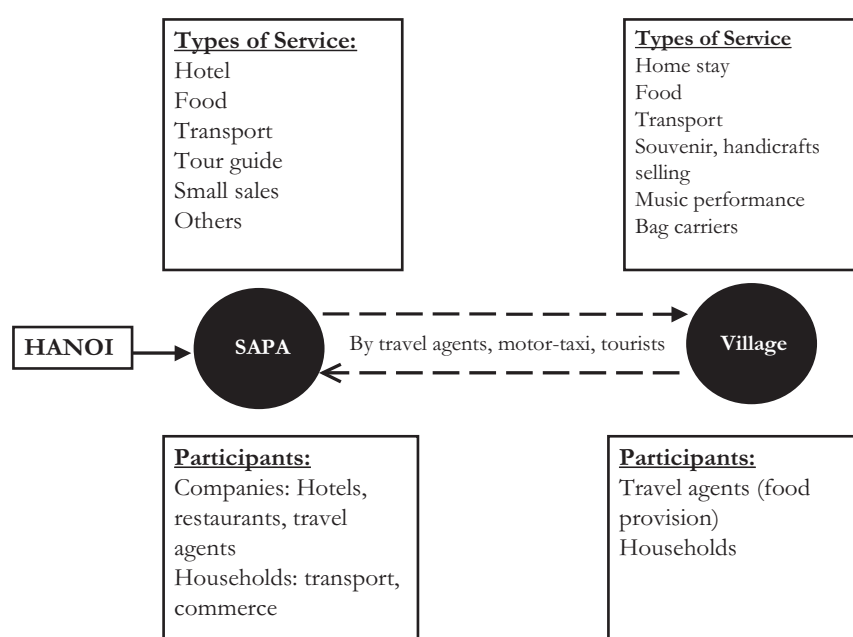 Types of Service:
Hotel
Food
Transport
Tour guide
Small sales
Others
Types of Service
Home stay
Food
Transport
Souvenir, handicrafts
selling
Music performance
Bag carriers
HANOI
SAPA
By travel agents, motor-taxi, tourists
Village
Participants:
Companies: Hotels,
restaurants, travel
agents
Households: transport,
commerce
Participants:
Travel agents (food
provision)
Households